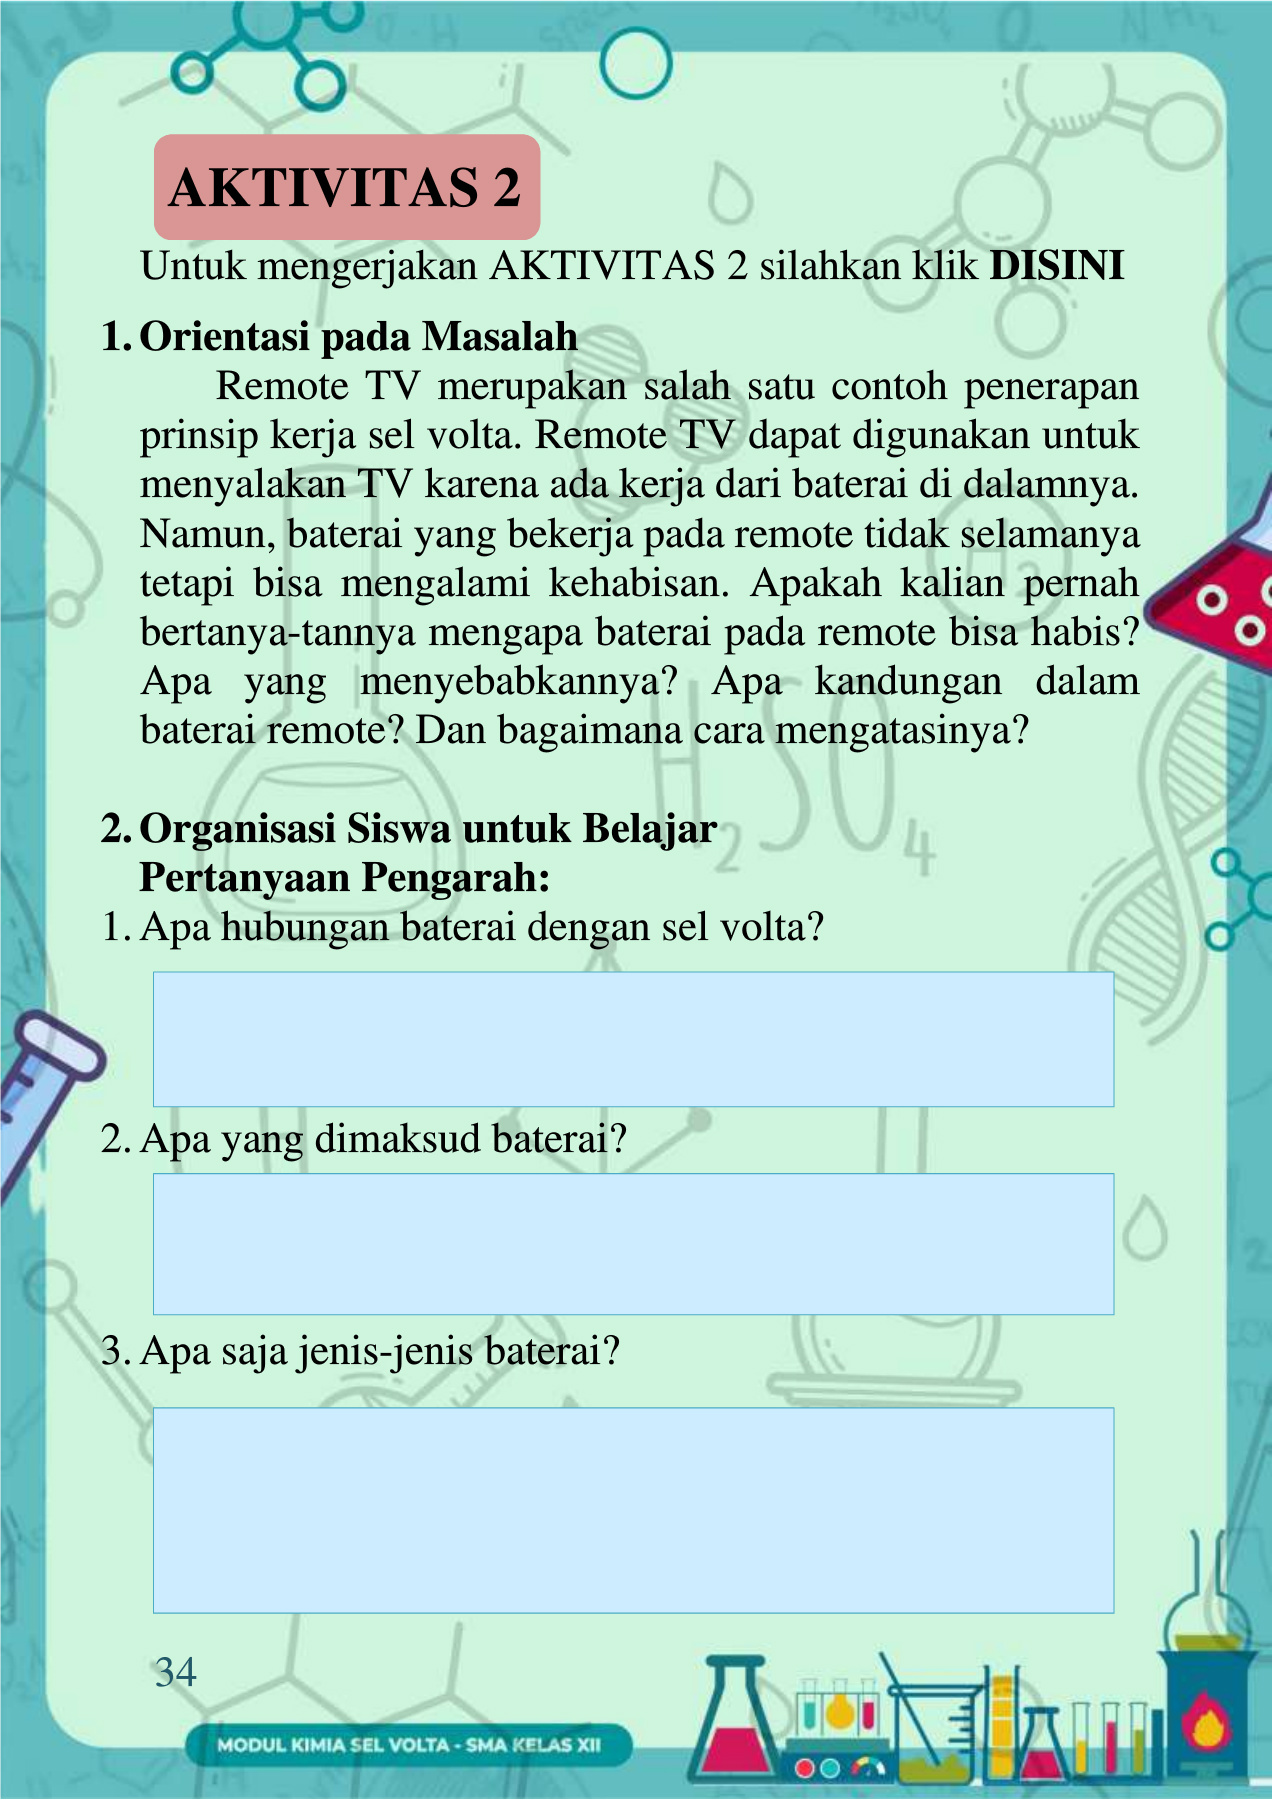 AKTIVITAS 2
Untuk mengerjakan AKTIVITAS 2 silahkan klik DISINI
1. Orientasi pada Masalah
Remote TV merupakan salah satu contoh penerapan
prinsip kerja sel volta. Remote TV dapat digunakan untuk
menyalakan TV karena ada kerja dari baterai di dalamnya.
Namun, baterai yang bekerja pada remote tidak selamanya
tetapi bisa mengalami kehabisan. Apakah kalian pernah
bertanya-tannya mengapa baterai pada remote bisa habis?
Apa yang menyebabkannya? Apa kandungan dalam
baterai remote? Dan bagaimana cara mengatasinya?
H₂SO₄
2. Organisasi Siswa untuk Belajar
Pertanyaan Pengarah:
1. Apa hubungan baterai dengan sel volta?
2. Apa yang dimaksud baterai?
3. Apa saja jenis-jenis baterai?
34
MODUL KIMIA SEL VOLTA - SMA KELAS XII